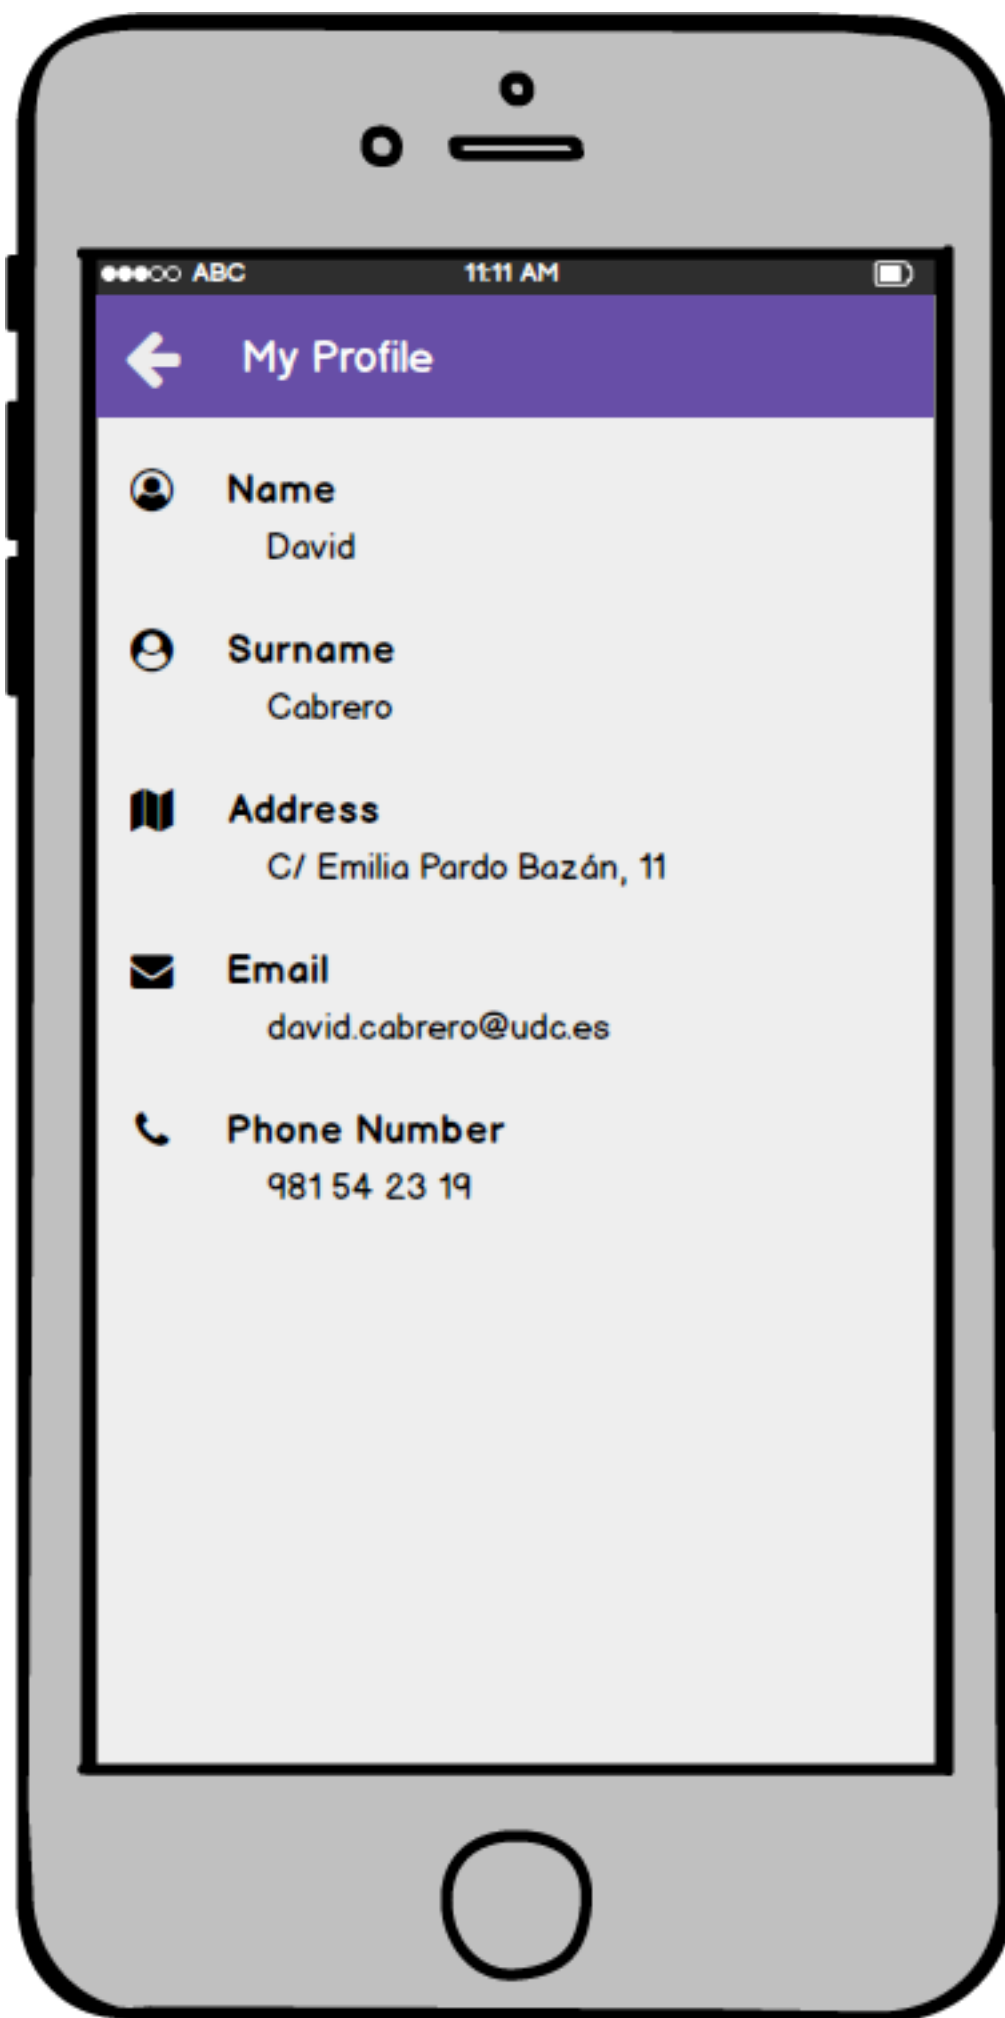 ABC 11:11 AM
My Profile
Name
David
Surname
Cabrero
Address
C/ Emilia Pardo Bazán, 11
Email
david.cabrero@udc.es
Phone Number
981 54 23 19